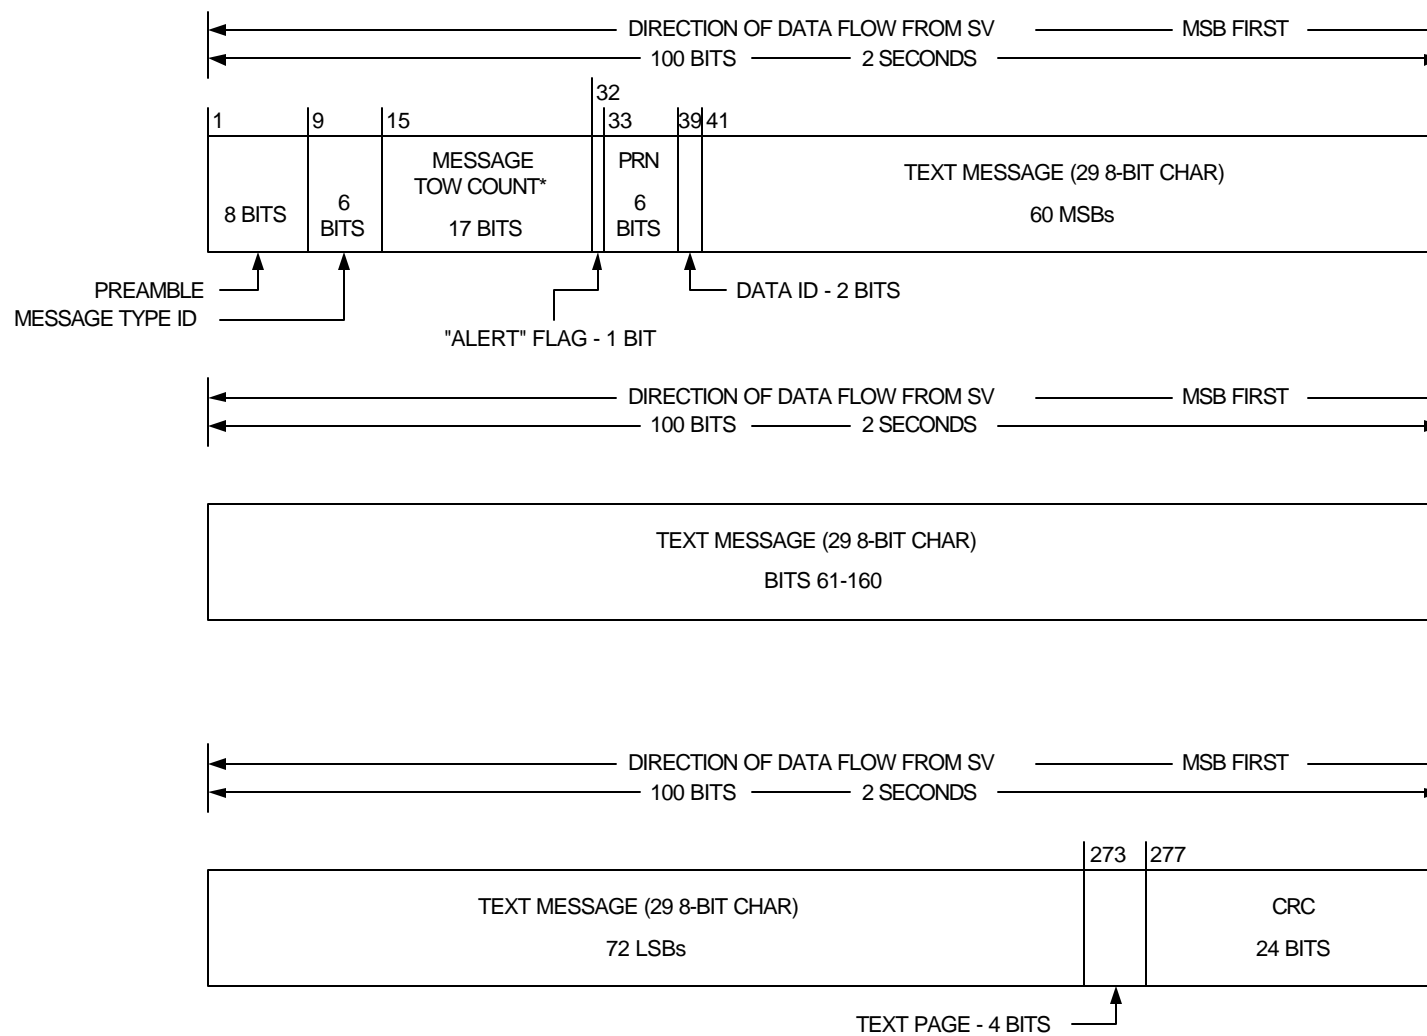 DIRECTION OF DATA FLOW FROM SV MSB FIRST
100 BITS 2 SECONDS
32
1 9 15 33 39 41
MESSAGE PRN TEXT MESSAGE (29 8-BIT CHAR)
TOW COUNT*
8 BITS 6 17 BITS 6 60 MSBs
BITS BITS
PREAMBLE DATA ID - 2 BITS
MESSAGE TYPE ID
"ALERT" FLAG - 1 BIT
DIRECTION OF DATA FLOW FROM SV MSB FIRST
100 BITS 2 SECONDS
TEXT MESSAGE (29 8-BIT CHAR)
BITS 61-160
DIRECTION OF DATA FLOW FROM SV MSB FIRST
100 BITS 2 SECONDS
273 277
TEXT MESSAGE (29 8-BIT CHAR) CRC
72 LSBs 24 BITS
TEXT PAGE - 4 BITS